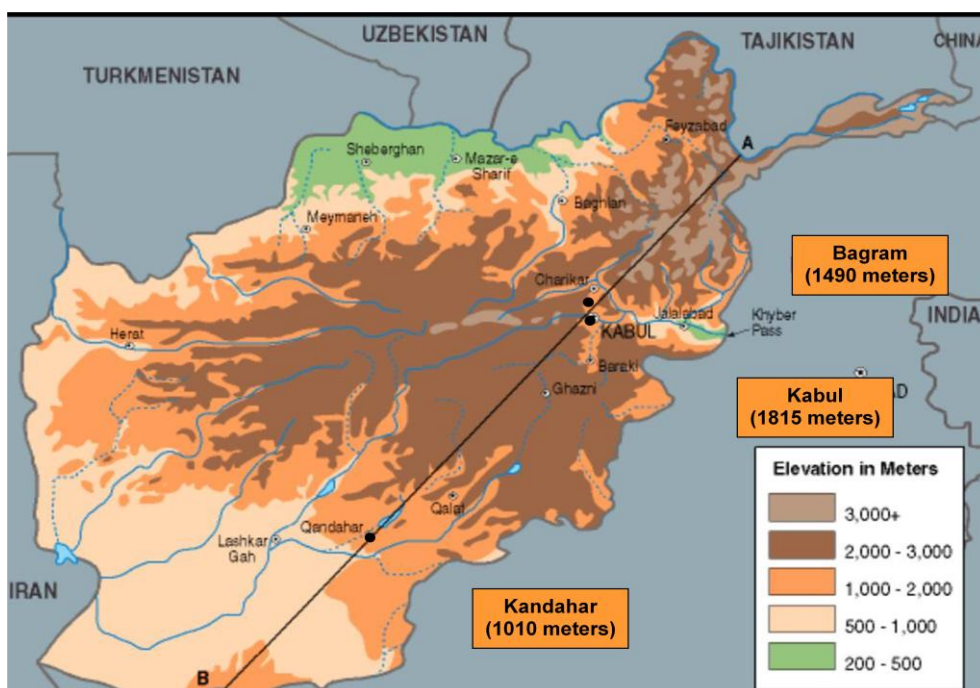 UZBEKISTAN
TAJIKISTAN
CHINA
TURKMENISTAN
Feyzabad
A
Sheberghan
Mazar-e
Sharif
Baghlan
Meymaneh
Bagram
(1490 meters)
Charikar
Jalalabad
Khyber
Pass
INDIA
KABUL
Herat
Baraki
Ghazni
Kabul
(1815 meters)
AD
Elevation in Meters
3,000+
2,000 - 3,000
1,000 - 2,000
500 - 1,000
200 - 500
Qalat
Qandahar
Lashkar
Gah
IRAN
Kandahar
(1010 meters)
B